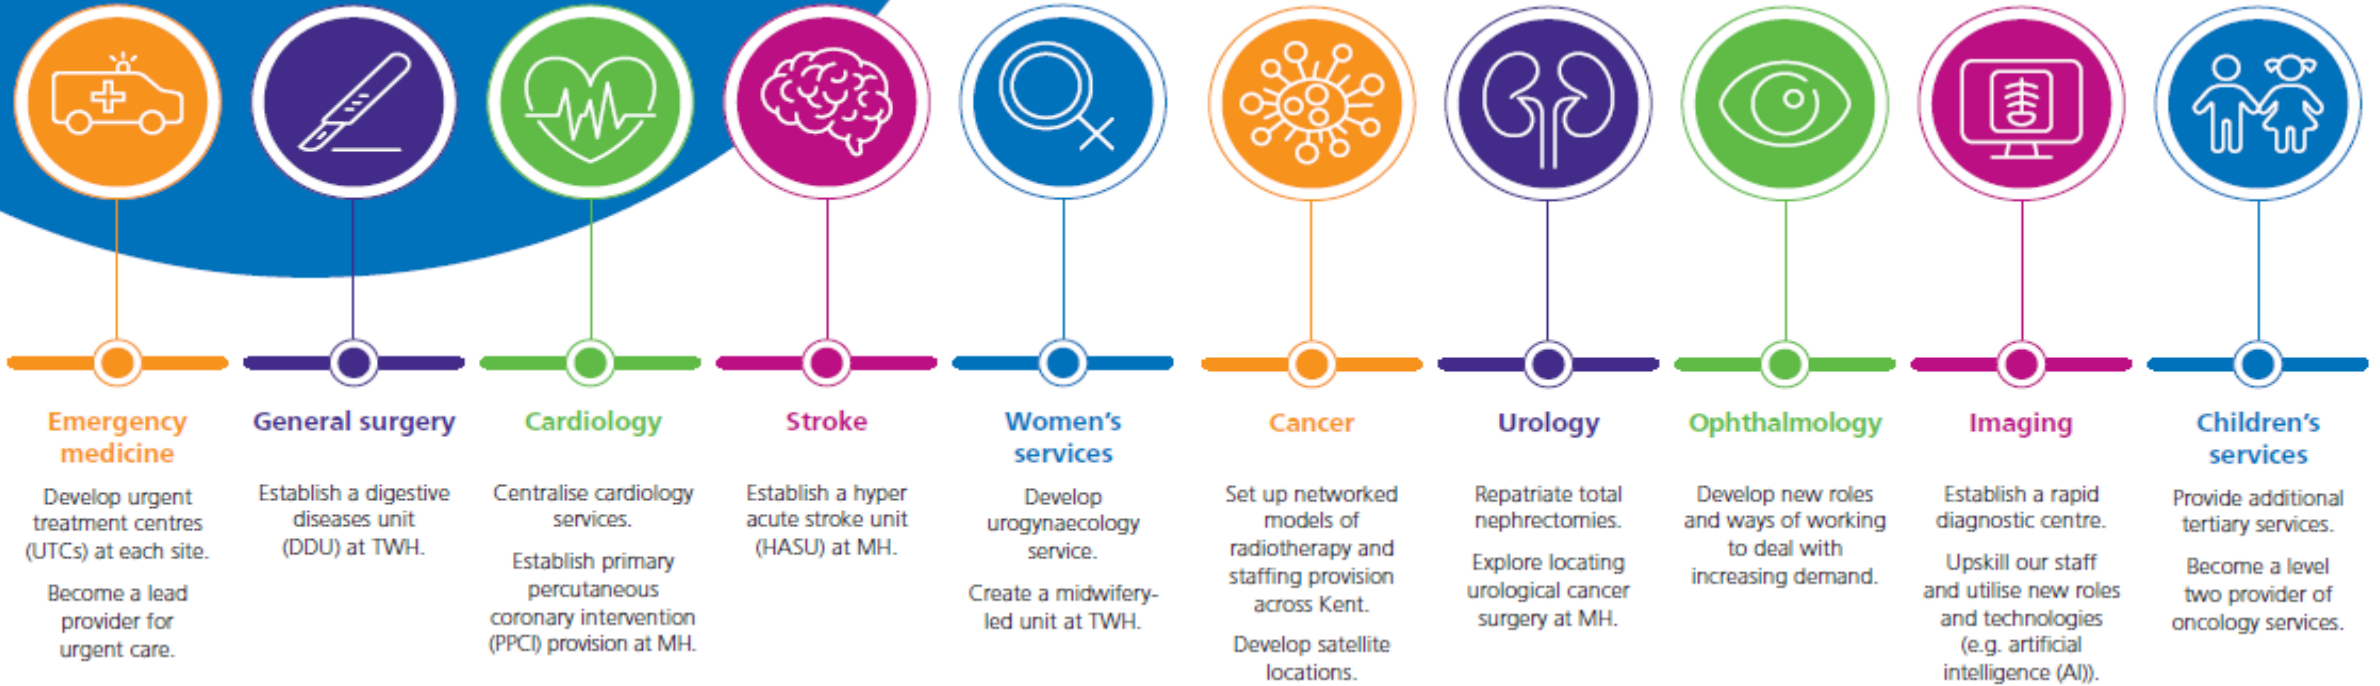 Emergency
medicine
Develop urgent
treatment centres
(UTCs) at each site.
Become a lead
provider for
urgent care.
General surgery
Establish a digestive
diseases unit
(DDU) at TWH.
Cardiology
Centralise cardiology
services.
Establish primary
percutaneous
coronary intervention
(PPCI) provision at MH.
Stroke
Establish a hyper
acute stroke unit
(HASU) at MH.
Women's
services
Develop
urogynaecology
service.
Create a midwifery-
led unit at TWH.
Cancer
Set up networked
models of
radiotherapy and
staffing provision
across Kent.
Develop satellite
locations.
Urology
Repatriate total
nephrectomies.
Explore locating
urological cancer
surgery at MH.
Ophthalmology
Develop new roles
and ways of working
to deal with
increasing demand.
Imaging
Establish a rapid
diagnostic centre.
Upskill our staff
and utilise new roles
and technologies
(e.g. artificial
intelligence (AI)).
Children's
services
Provide additional
tertiary services.
Become a level
two provider of
oncology services.